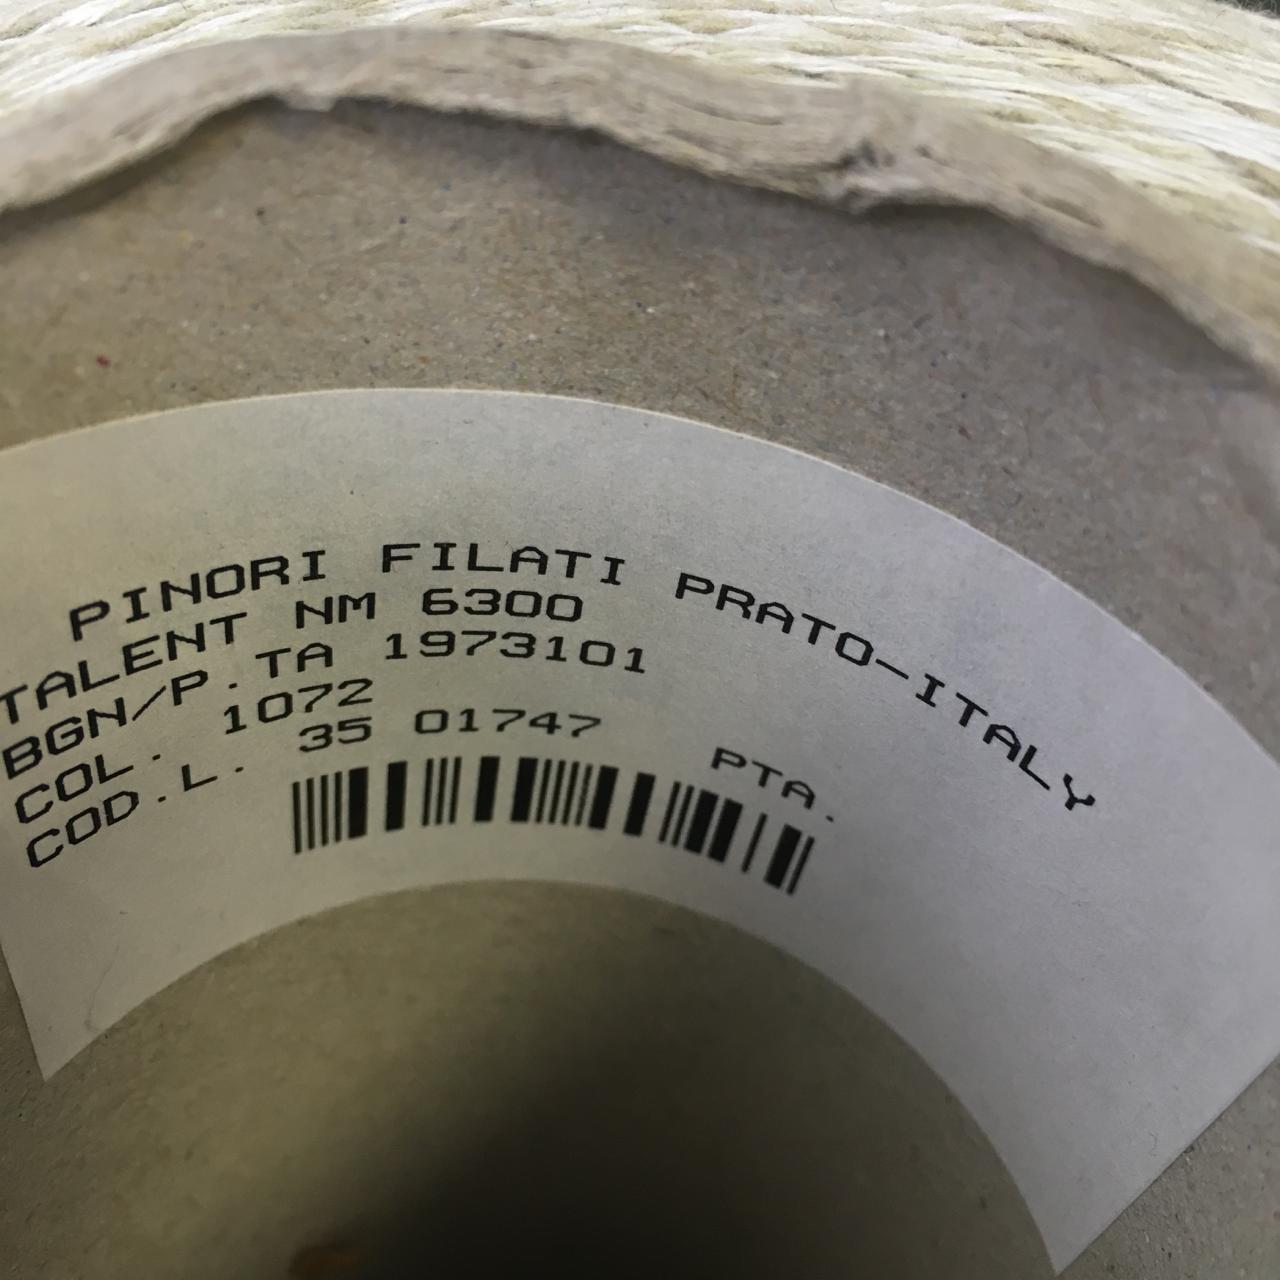 PINORI FILATI PRATO-ITALY
TALENT NM 6300
BGN/P.TA 1973101
COL. 1072
COD.L. 35 01747 PTA.